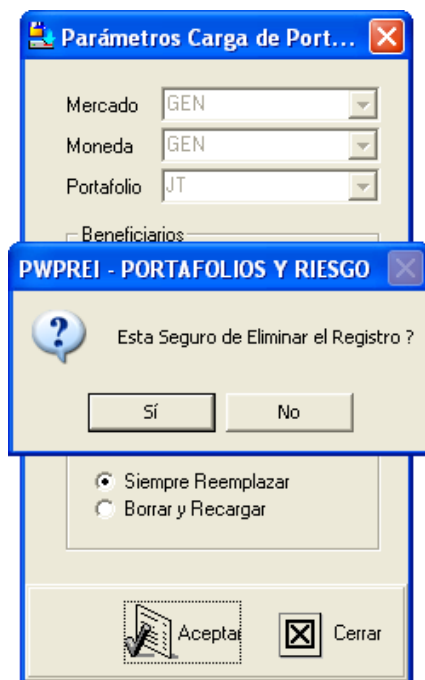 Parámetros Carga de Port...
Mercado GEN
Moneda GEN
Portafolio JT
Beneficiarios
PWPREI - PORTAFOLIOS Y RIESGO
Esta Seguro de Eliminar el Registro ?
Sí No
Siempre Reemplazar
Borrar y Recargar
Aceptar Cerrar